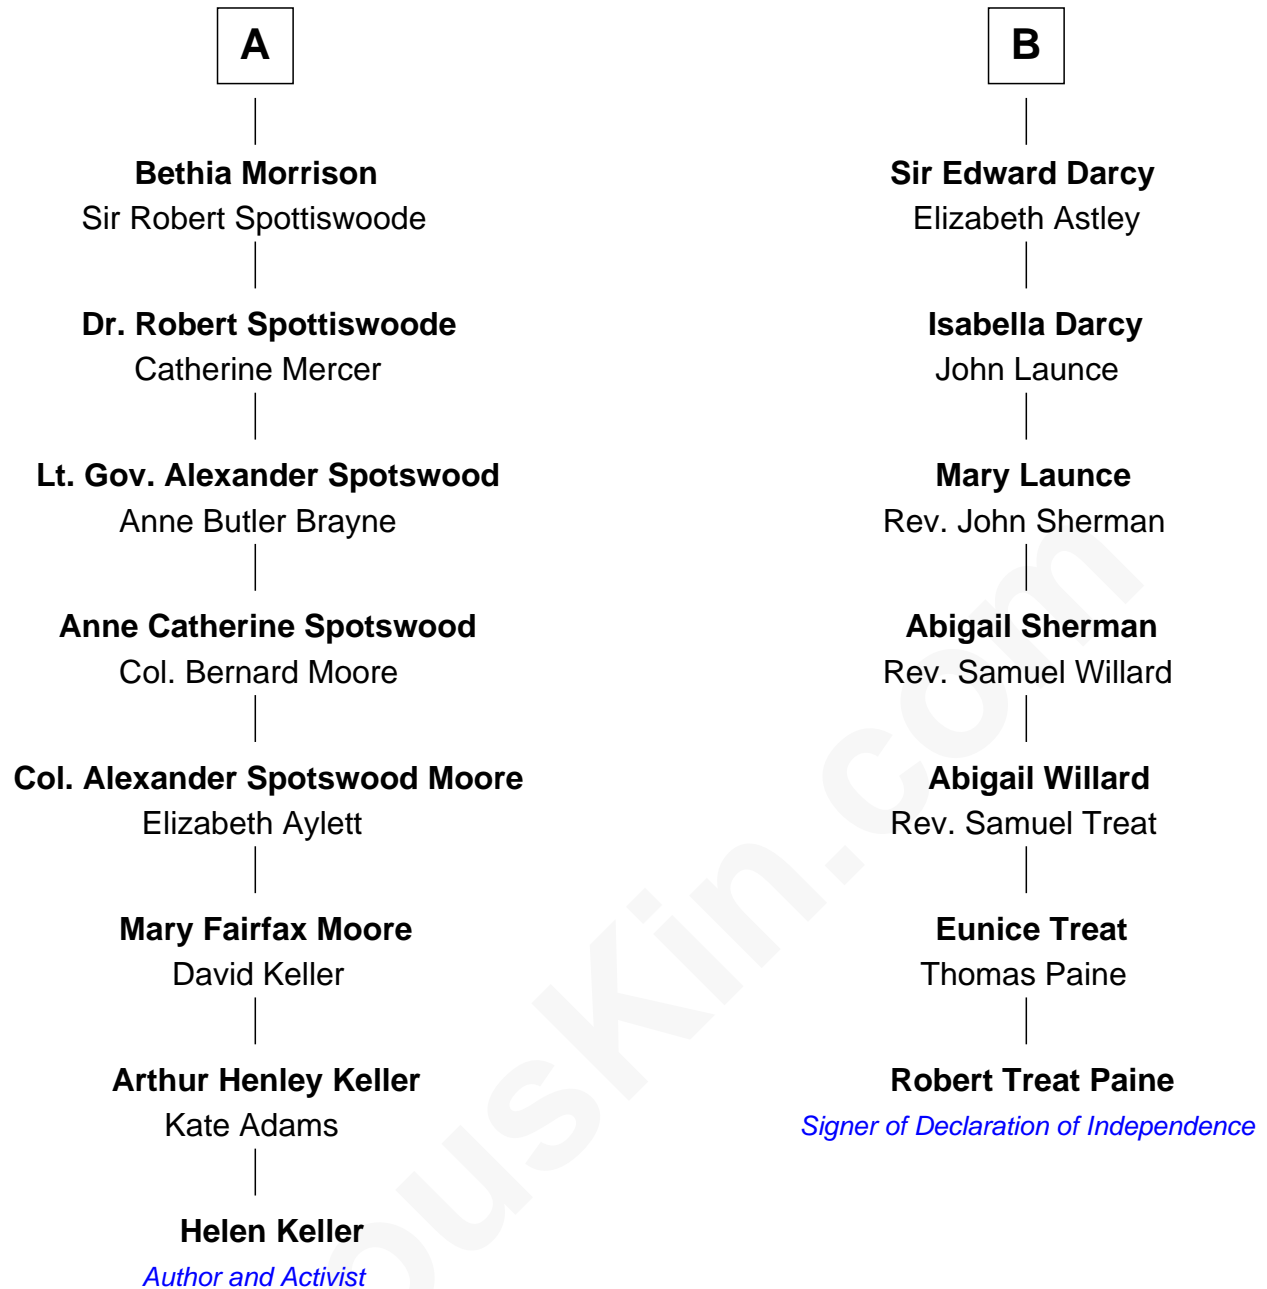 A
Bethia Morrison
Sir Robert Spottiswoode
Dr. Robert Spottiswoode
Catherine Mercer
Lt. Gov. Alexander Spotswood
Anne Butler Brayne
Anne Catherine Spotswood
Col. Bernard Moore
Col. Alexander Spotswood Moore
Elizabeth Aylett
Mary Fairfax Moore
David Keller
Arthur Henley Keller
Kate Adams
Helen Keller
Author and Activist
B
Sir Edward Darcy
Elizabeth Astley
Isabella Darcy
John Launce
Mary Launce
Rev. John Sherman
Abigail Sherman
Rev. Samuel Willard
Abigail Willard
Rev. Samuel Treat
Eunice Treat
Thomas Paine
Robert Treat Paine
Signer of Declaration of Independence
ousKin.com